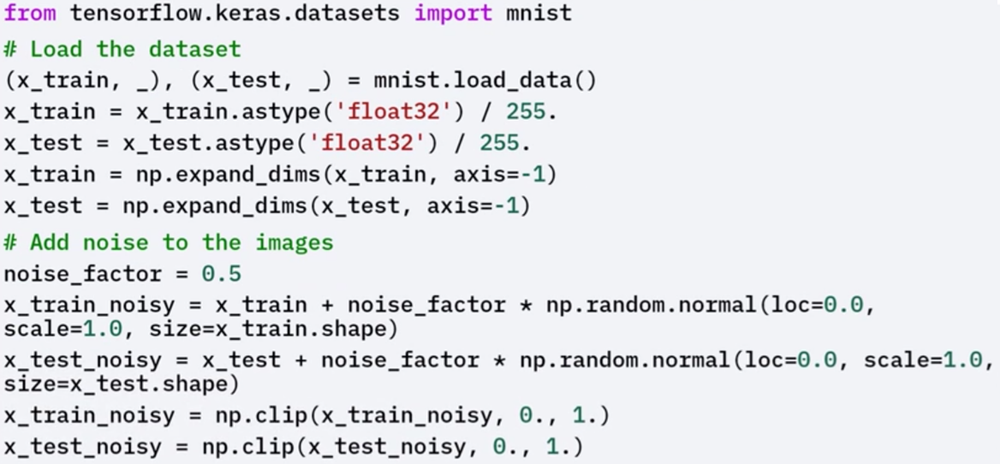 from tensorflow.keras.datasets import mnist
# Load the dataset
(x_train, _), (x_test, _) = mnist.load_data()
x_train = x_train.astype('float32') / 255.
x_test = x_test.astype('float32') / 255.
x_train = np.expand_dims(x_train, axis=-1)
x_test = np.expand_dims(x_test, axis=-1)
# Add noise to the images
noise_factor = 0.5
x_train_noisy = x_train + noise_factor * np.random.normal(loc=0.0,
scale=1.0, size=x_train.shape)
x_test_noisy = x_test + noise_factor * np.random.normal(loc=0.0, scale=1.0,
size=x_test.shape)
x_train_noisy = np.clip(x_train_noisy, 0., 1.)
x_test_noisy = np.clip(x_test_noisy, 0., 1.)